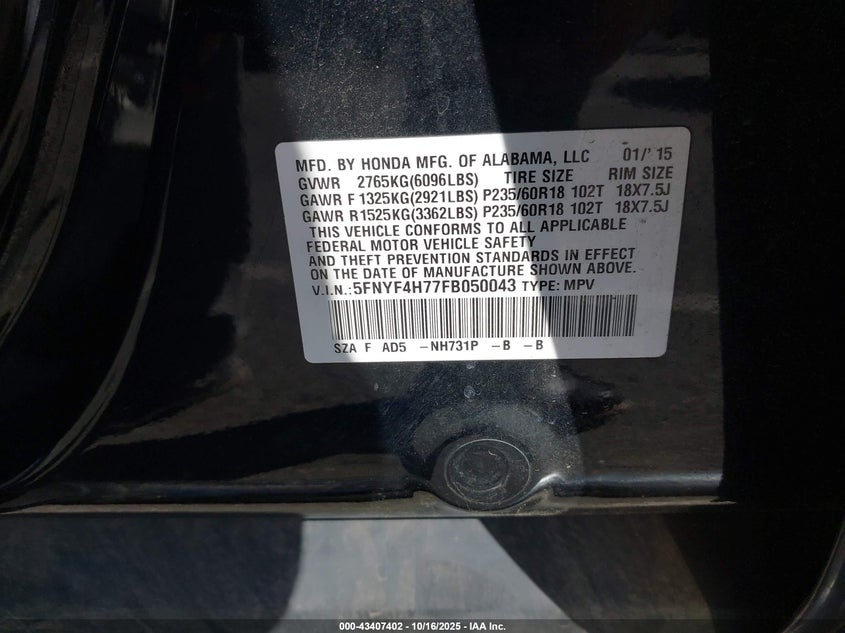 MFD. BY HONDA MFG. OF ALABAMA, LLC 01/'15
GVWR 2765KG(6096LBS) TIRE SIZE RIM SIZE
GAWR F 1325KG(2921LBS) P235/60R18 102T 18X7.5J
GAWR R1525KG(3362LBS) P235/60R18 102T 18X7.5J
THIS VEHICLE CONFORMS TO ALL APPLICABLE
FEDERAL MOTOR VEHICLE SAFETY
AND THEFT PREVENTION STANDARDS IN EFFECT
ON THE DATE OF MANUFACTURE SHOWN ABOVE.
V.I.N.:5FNYF4H77FB050043 TYPE: MPV
SZA F AD5 -NH731P -B -B
000-43407402 - 10/16/2025 - IAA Inc.